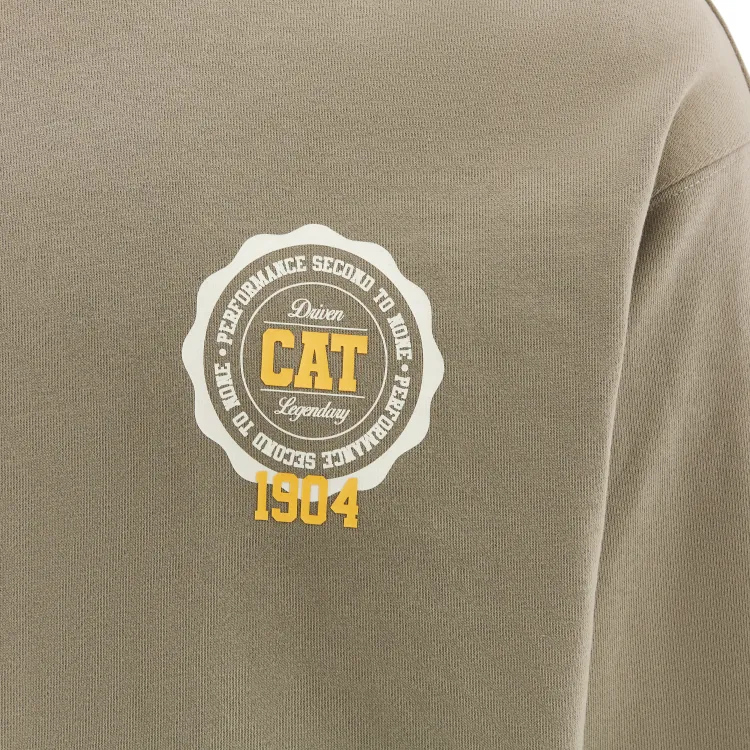 PERFORMANCE SECOND TO NONE • PERFORMANCE SECOND TO NONE •
Driven
CAT
Legendary
1904